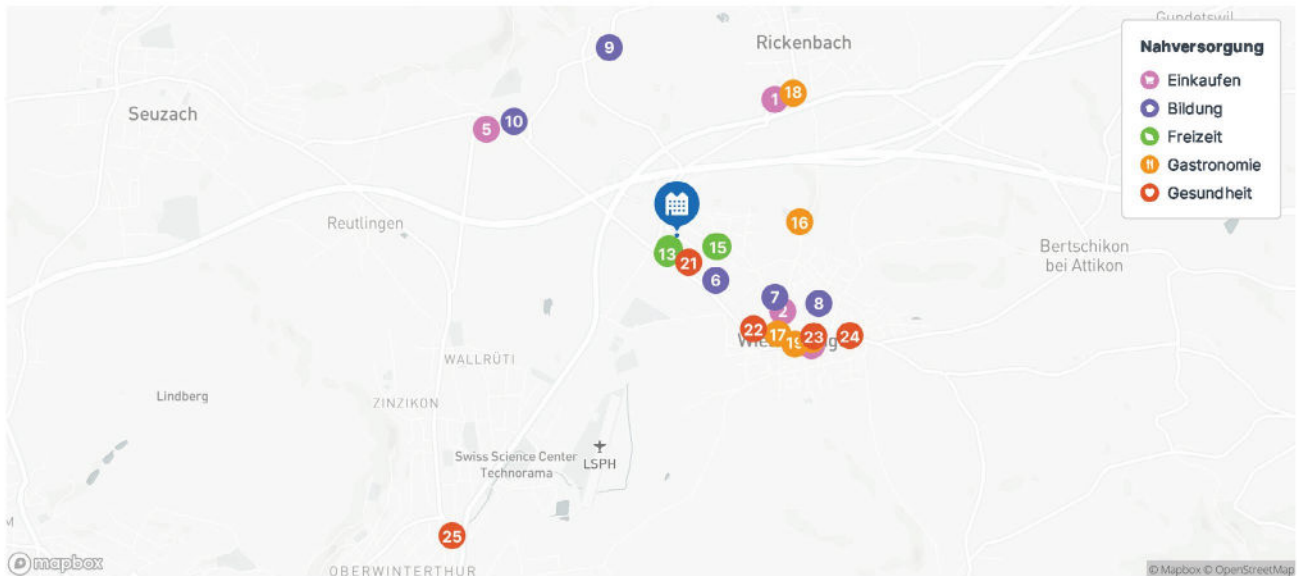 Gundetswil
9
Rickenbach
Nahversorgung
Einkaufen
Bildung
Freizeit
Gastronomie
Gesundheit
1
18
Seuzach
5
10
Reutlingen
16
13
15
21
6
Bertschikon
bei Attikon
7
2
8
22
17
19
23
24
WALLRÜTI
Lindberg
ZINZIKON
Swiss Science Center
Technorama
LSPH
25
OBERWINTERTHUR
M
mapbox
© Mapbox © OpenStreetMap